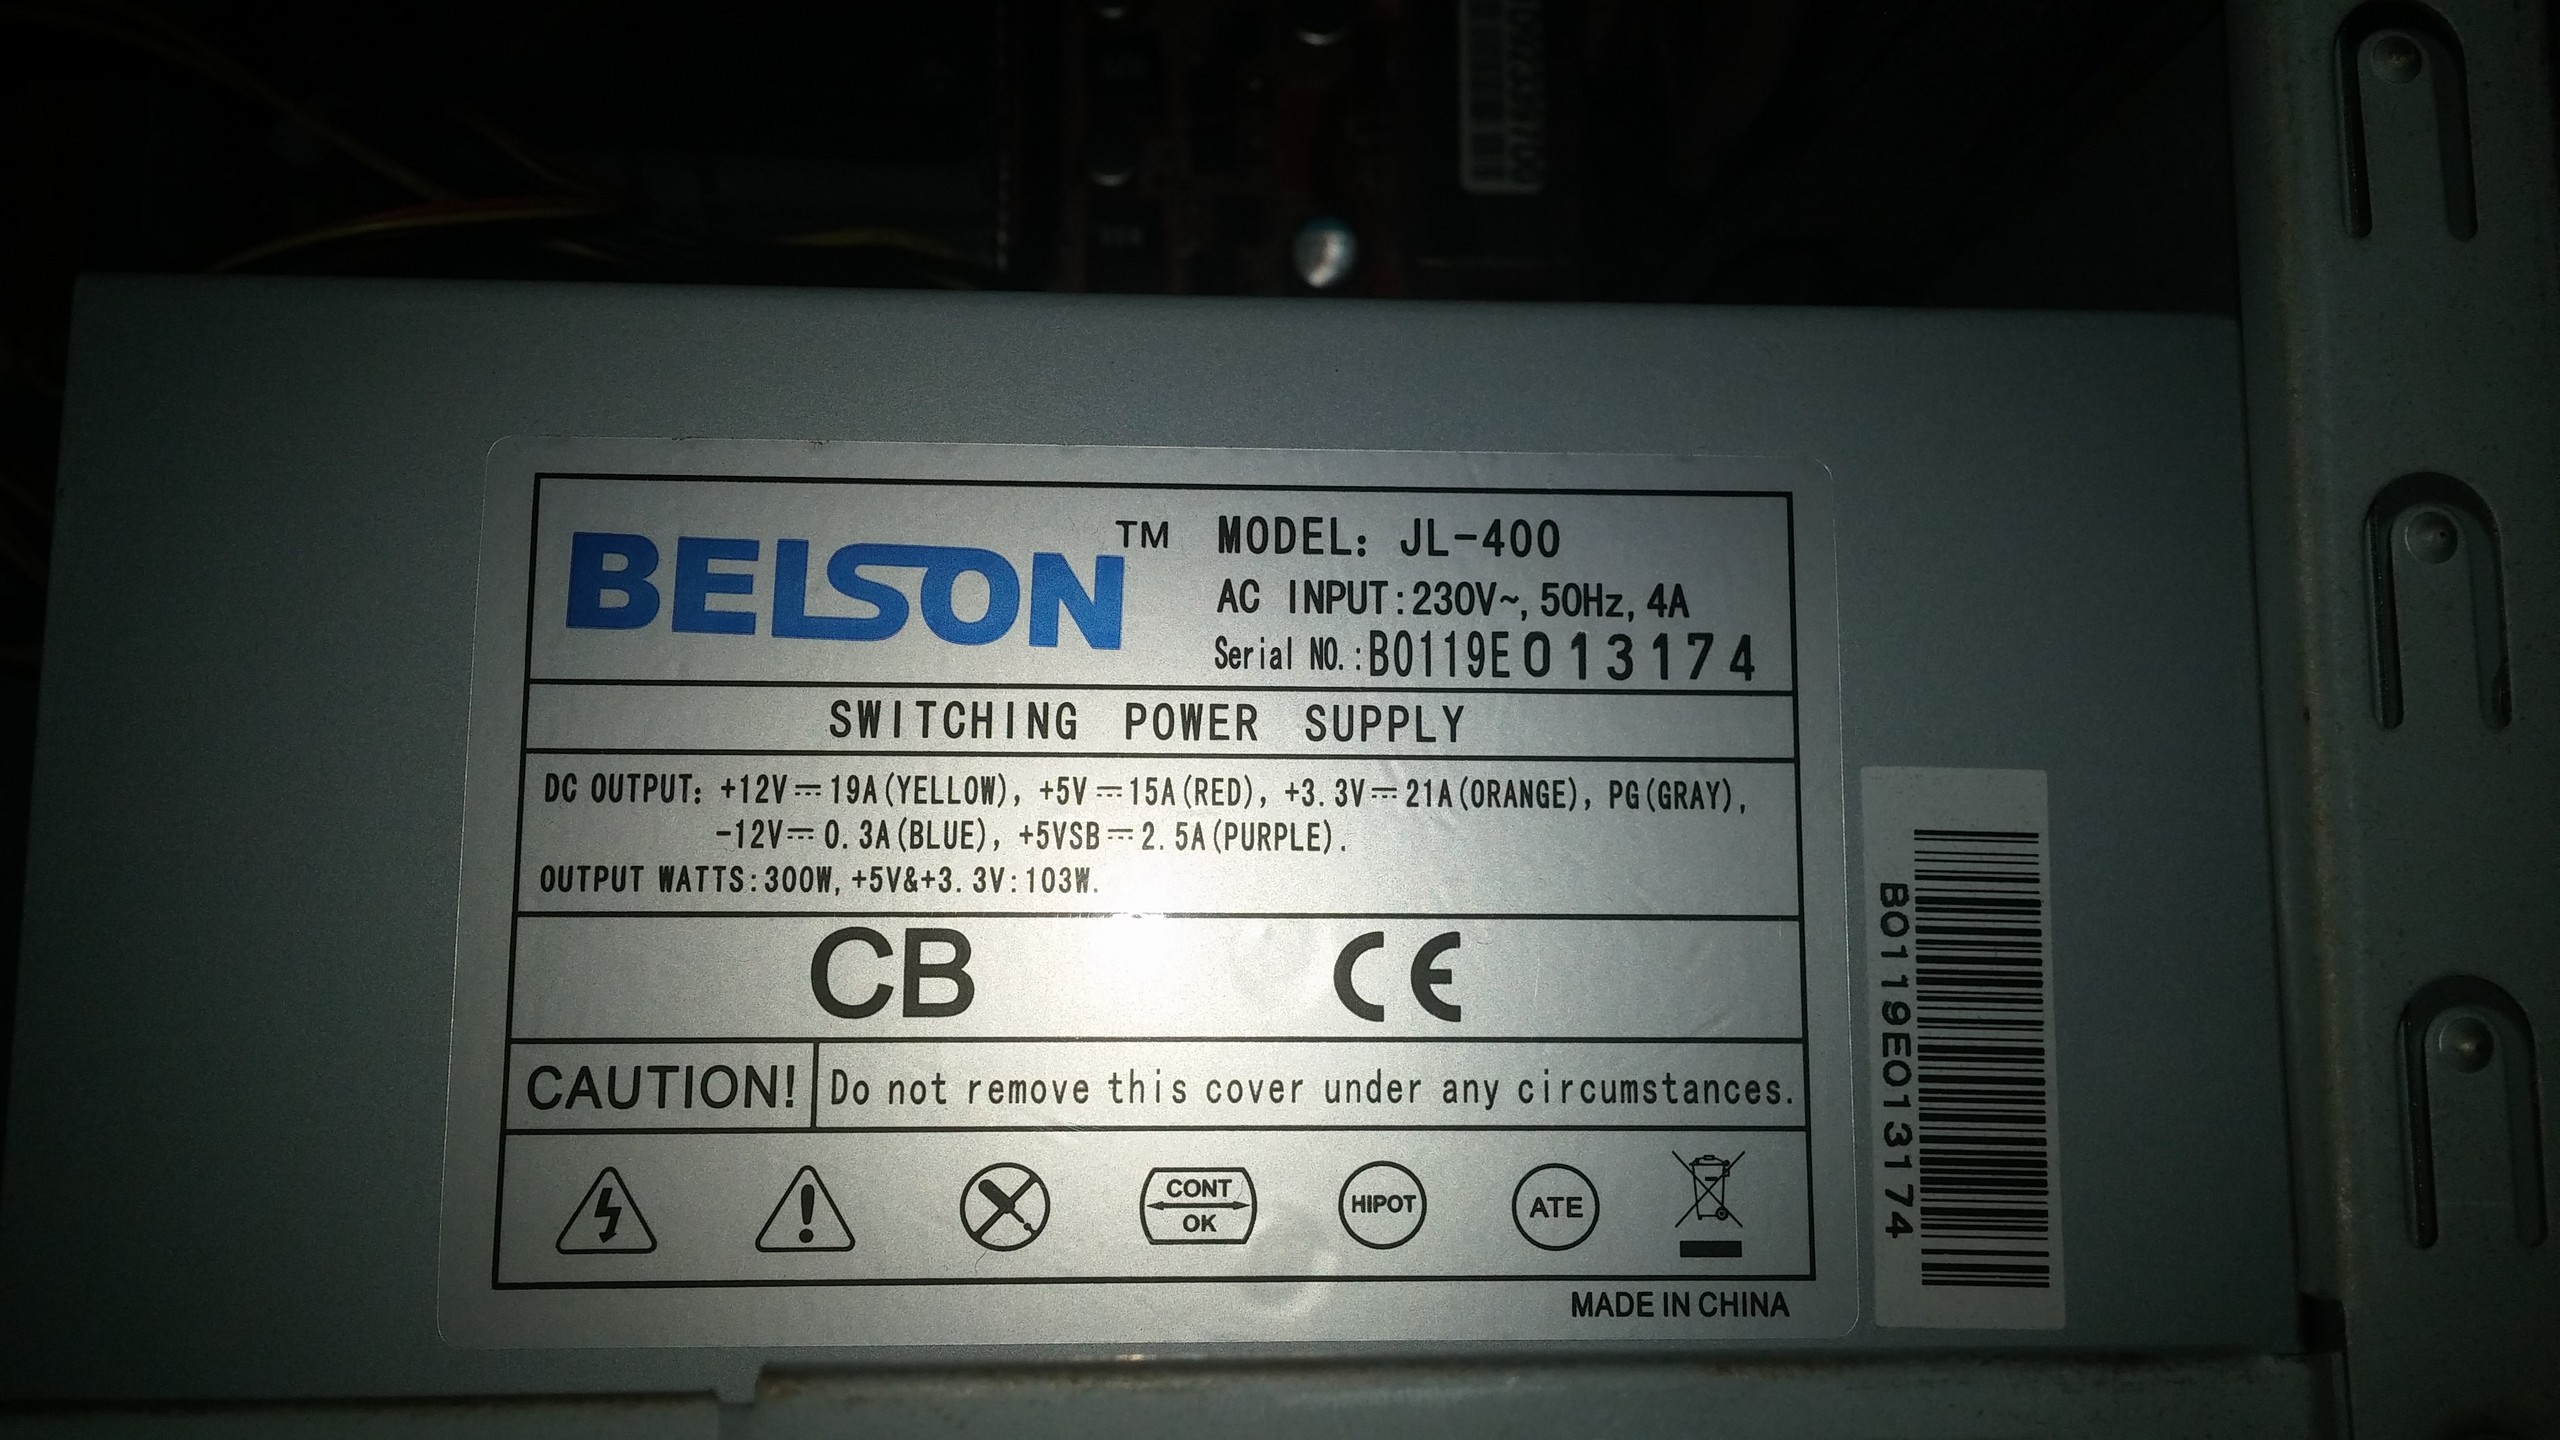 BELSON™
MODEL: JL-400
AC INPUT:230V~, 50Hz, 4A
Serial NO.:B0119E013174
SWITCHING POWER SUPPLY
DC OUTPUT: +12V⎓19A(YELLOW), +5V⎓15A(RED), +3.3V⎓21A(ORANGE), PG(GRAY),
-12V⎓0.3A(BLUE), +5VSB⎓2.5A(PURPLE).
OUTPUT WATTS:300W, +5V&+3.3V:103W.
CB CE
CAUTION! Do not remove this cover under any circumstances.
CONT
OK
HIPOT
ATE
MADE IN CHINA
B0119E013174